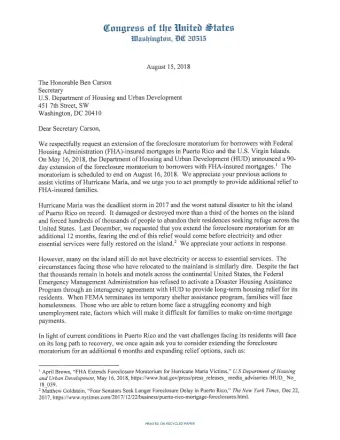 Congress of the United States
Washington, DC 20515
August 15, 2018
The Honorable Ben Carson
Secretary
U.S. Department of Housing and Urban Development
451 7th Street, SW
Washington, DC 20410
Dear Secretary Carson,
We respectfully request an extension of the foreclosure moratorium for borrowers with Federal
Housing Administration (FHA)-insured mortgages in Puerto Rico and the U.S. Virgin Islands.
On May 16, 2018, the Department of Housing and Urban Development (HUD) announced a 90-
day extension of the foreclosure moratorium to borrowers with FHA-insured mortgages.¹ The
moratorium is scheduled to end on August 16, 2018. We appreciate your previous actions to
assist victims of Hurricane Maria, and we urge you to act promptly to provide additional relief to
FHA-insured families.
Hurricane Maria was the deadliest storm in 2017 and the worst natural disaster to hit the island
of Puerto Rico on record. It damaged or destroyed more than a third of the homes on the island
and forced hundreds of thousands of people to abandon their residences seeking refuge across the
United States. Last December, we requested that you extend the foreclosure moratorium for an
additional 12 months, fearing the end of this relief would come before electricity and other
essential services were fully restored on the island.² We appreciate your actions in response.
However, many on the island still do not have electricity or access to essential services. The
circumstances facing those who have relocated to the mainland is similarly dire. Despite the fact
that thousands remain in hotels and motels across the continental United States, the Federal
Emergency Management Administration has refused to activate a Disaster Housing Assistance
Program through an interagency agreement with HUD to provide long-term housing relief for its
residents. When FEMA terminates its temporary shelter assistance program, families will face
homelessness. Those who are able to return home face a struggling economy and high
unemployment rate, factors which will make it difficult for families to make on-time mortgage
payments.
In light of current conditions in Puerto Rico and the vast challenges facing its residents will face
on its long path to recovery, we once again ask you to consider extending the foreclosure
moratorium for an additional 6 months and expanding relief options, such as:
¹ April Brown, "FHA Extends Foreclosure Moratorium for Hurricane Maria Victims," U.S Department of Housing
and Urban Development, May 16, 2018, https://www.hud.gov/press/press_releases_media_advisories/HUD_No_
18_039.
² Matthew Goldstein, "Four Senators Seek Longer Foreclosure Delay in Puerto Rico," The New York Times, Dec 22,
2017, https://www.nytimes.com/2017/12/22/business/puerto-rico-mortgage-foreclosures.html.
PRINTED ON RECYCLED PAPER